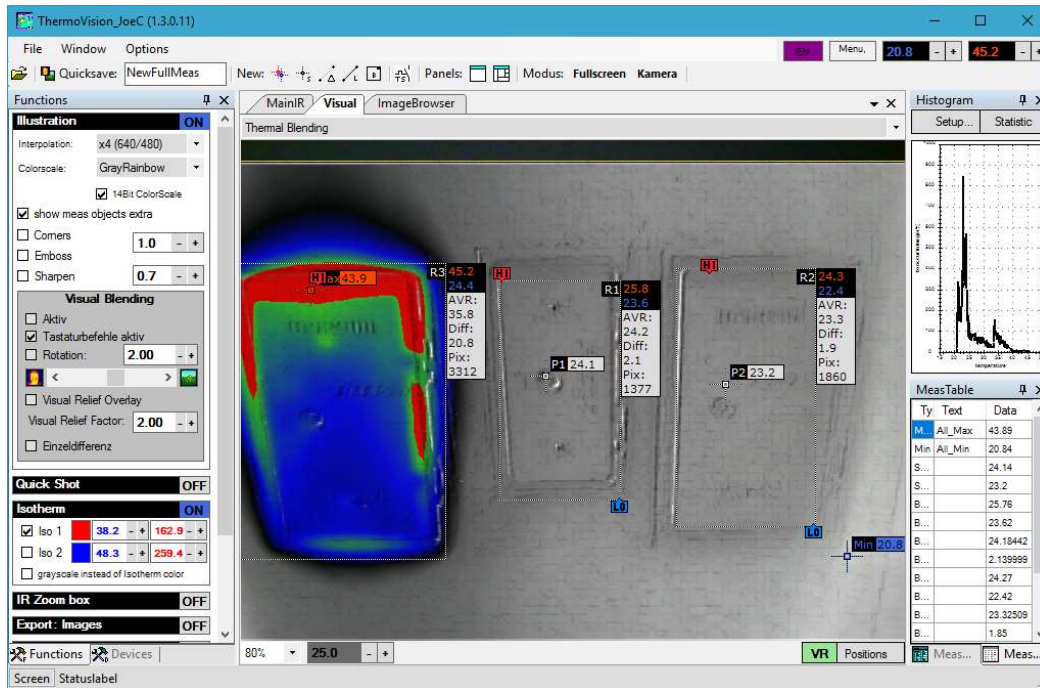 ThermoVision_JoeC (1.3.0.11)
File Window Options
EN Menu, 20.8 - + 45.2 - +
Quicksave: NewFullMeas New: Panels: Modus: Fullscreen Kamera
Functions
Illustration ON
Interpolation: x4 (640/480)
Colorscale: GrayRainbow
14Bit ColorScale
show meas objects extra
Corners
1.0 - +
Emboss
Sharpen 0.7 - +
Visual Blending
Aktiv
Tastaturbefehle aktiv
Rotation: 2.00 - +
< >
Visual Relief Overlay
Visual Relief Factor: 2.00 - +
Einzeldifferenz
Quick Shot OFF
Isotherm ON
Iso 1 38.2 - + 162.9 - +
Iso 2 48.3 - + 259.4 - +
grayscale instead of Isotherm color
IR Zoom box OFF
Export: Images OFF
Functions Devices
MainIR Visual ImageBrowser
Thermal Blending
HI ax 43.9
R3 45.2
24.4
AVR:
35.8
Diff:
20.8
Pix:
3312
HI
R1 25.8
23.6
AVR:
24.2
Diff:
2.1
Pix:
1377
P1 24.1
LO
HI
R2 24.3
22.4
AVR:
23.3
Diff:
1.9
Pix:
1860
P2 23.2
LO
Min 20.8
80% 25.0 - + VR Positions
Histogram
Setup... Statistic
temperature
MeasTable
Ty Text Data
M... All_Max 43.89
Min All_Min 20.84
S... 24.14
S... 23.2
B... 25.76
B... 23.62
B... 24.18442
B... 2.139999
B... 24.27
B... 22.42
B... 23.32509
B... 1.85
Meas... Meas...
Screen Statuslabel